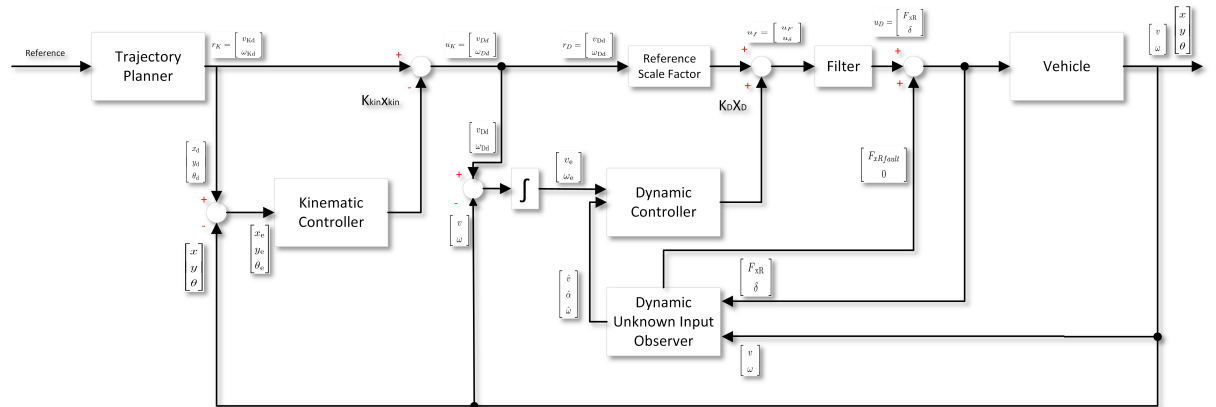 Reference
Trajectory
Planner
r_K = [v_Kd
ω_Kd]
+
-
K_kin x_kin
u_K = [v_Dd
ω_Dd]
r_D = [v_Dd
ω_Dd]
Reference
Scale Factor
u_f = [u_F
u_δ]
+
+
K_D X_D
Filter
u_D = [F_xR
δ]
+
+
Vehicle
[v
ω]
[x
y
θ]
[x_d
y_d
θ_d]
+
-
[x
y
θ]
[x_e
y_e
θ_e]
Kinematic
Controller
[v_Dd
ω_Dd]
+
-
[v
ω]
∫
[v_e
ω_e]
Dynamic
Controller
[F_xRfault
0]
[F_xR
δ]
Dynamic
Unknown Input
Observer
[v
ω]